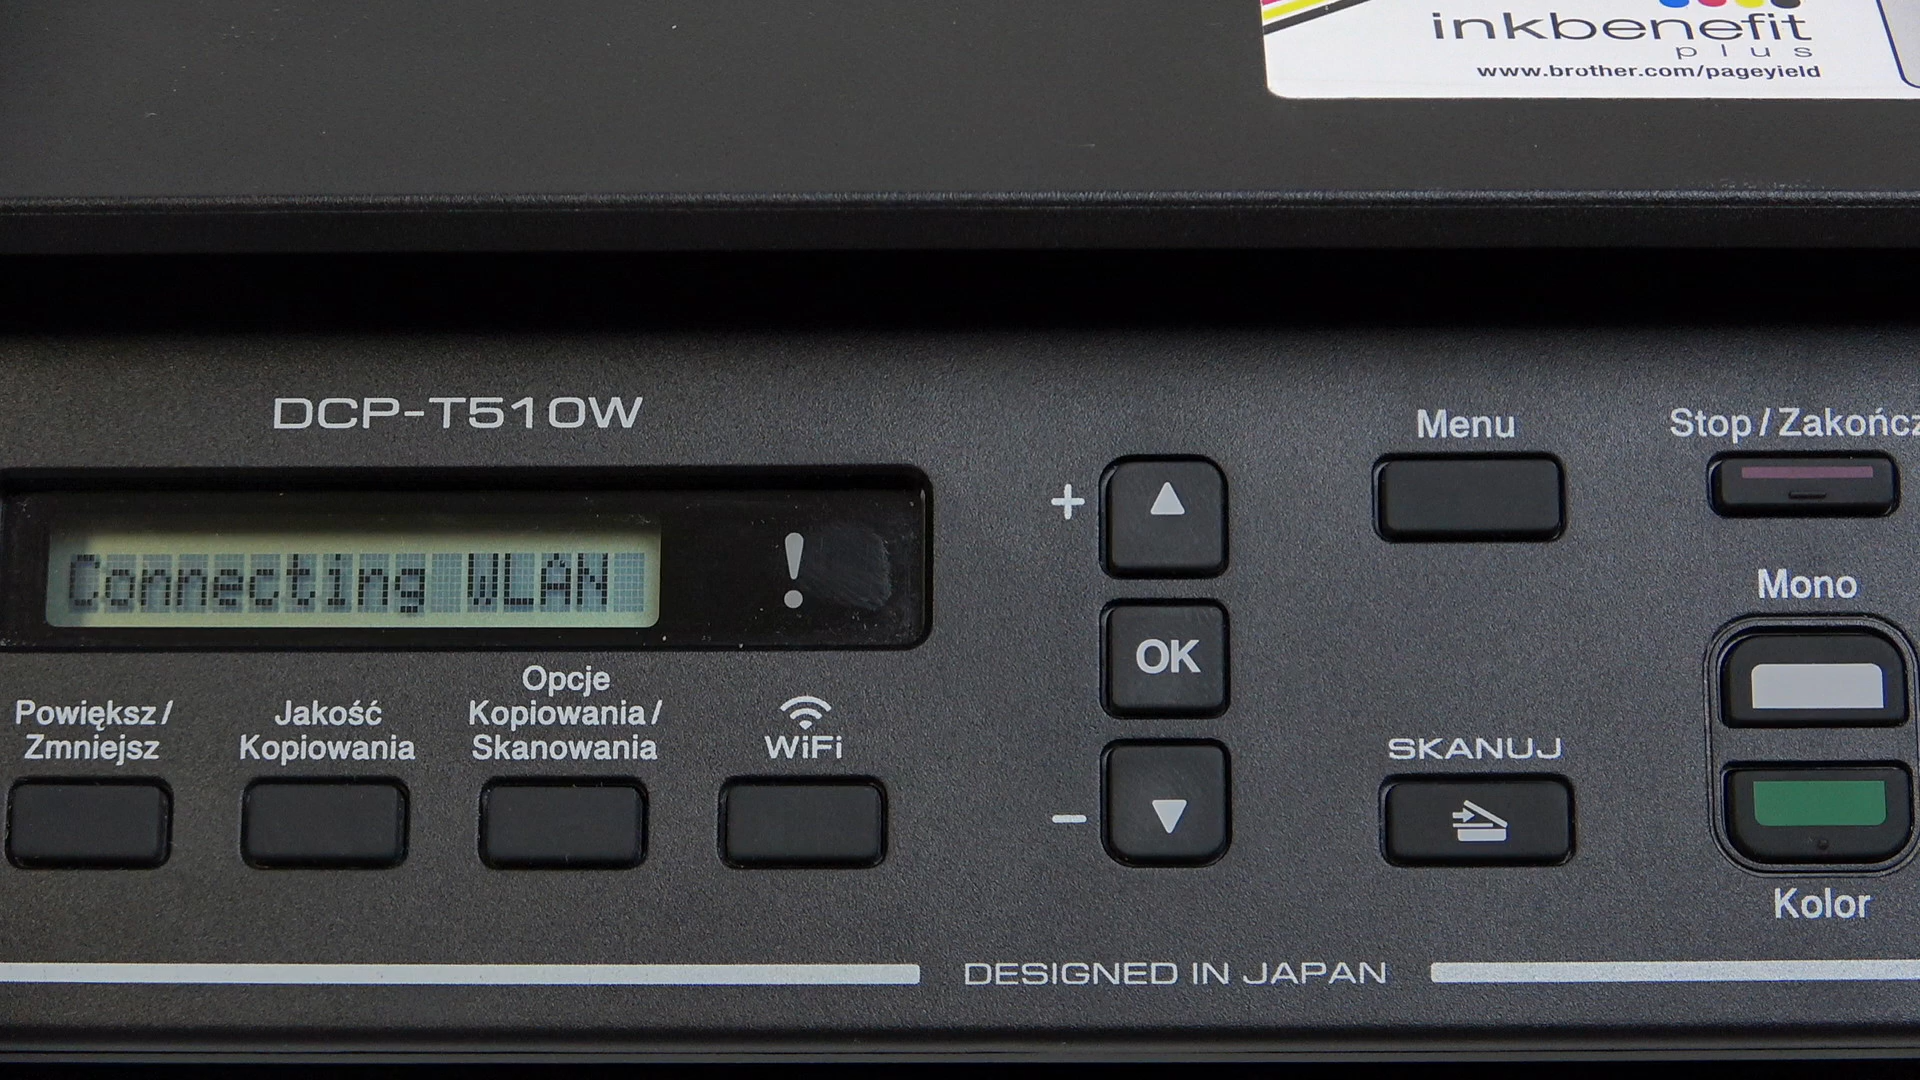 inkbenefit
plus
www.brother.com/pageyield
DCP-T510W
Connecting WLAN
!
Powiększ /
Zmniejsz
Jakość
Kopiowania
Opcje
Kopiowania /
Skanowania
WiFi
+
OK
−
Menu
Stop / Zakończ
Mono
SKANUJ
Kolor
DESIGNED IN JAPAN